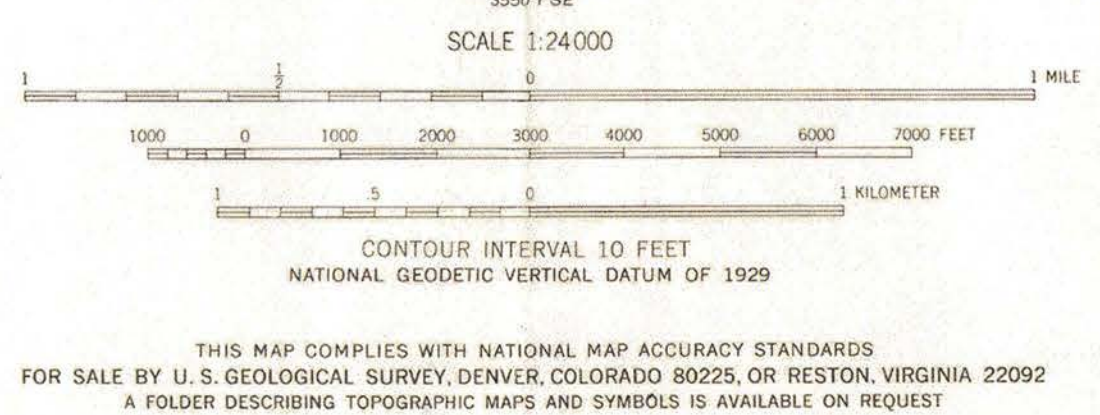 SCALE 1:24000
1 1/2 0 1 MILE
1000 0 1000 2000 3000 4000 5000 6000 7000 FEET
1 .5 0 1 KILOMETER
CONTOUR INTERVAL 10 FEET
NATIONAL GEODETIC VERTICAL DATUM OF 1929
THIS MAP COMPLIES WITH NATIONAL MAP ACCURACY STANDARDS
FOR SALE BY U. S. GEOLOGICAL SURVEY, DENVER, COLORADO 80225, OR RESTON, VIRGINIA 22092
A FOLDER DESCRIBING TOPOGRAPHIC MAPS AND SYMBOLS IS AVAILABLE ON REQUEST